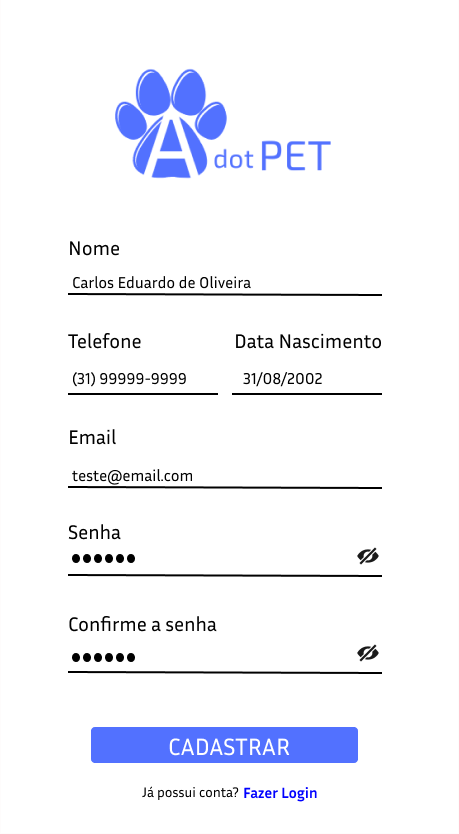 A dot PET
Nome
Carlos Eduardo de Oliveira
Telefone Data Nascimento
(31) 99999-9999 31/08/2002
Email
teste@email.com
Senha
••••••
Confirme a senha
••••••
CADASTRAR
Já possui conta? Fazer Login